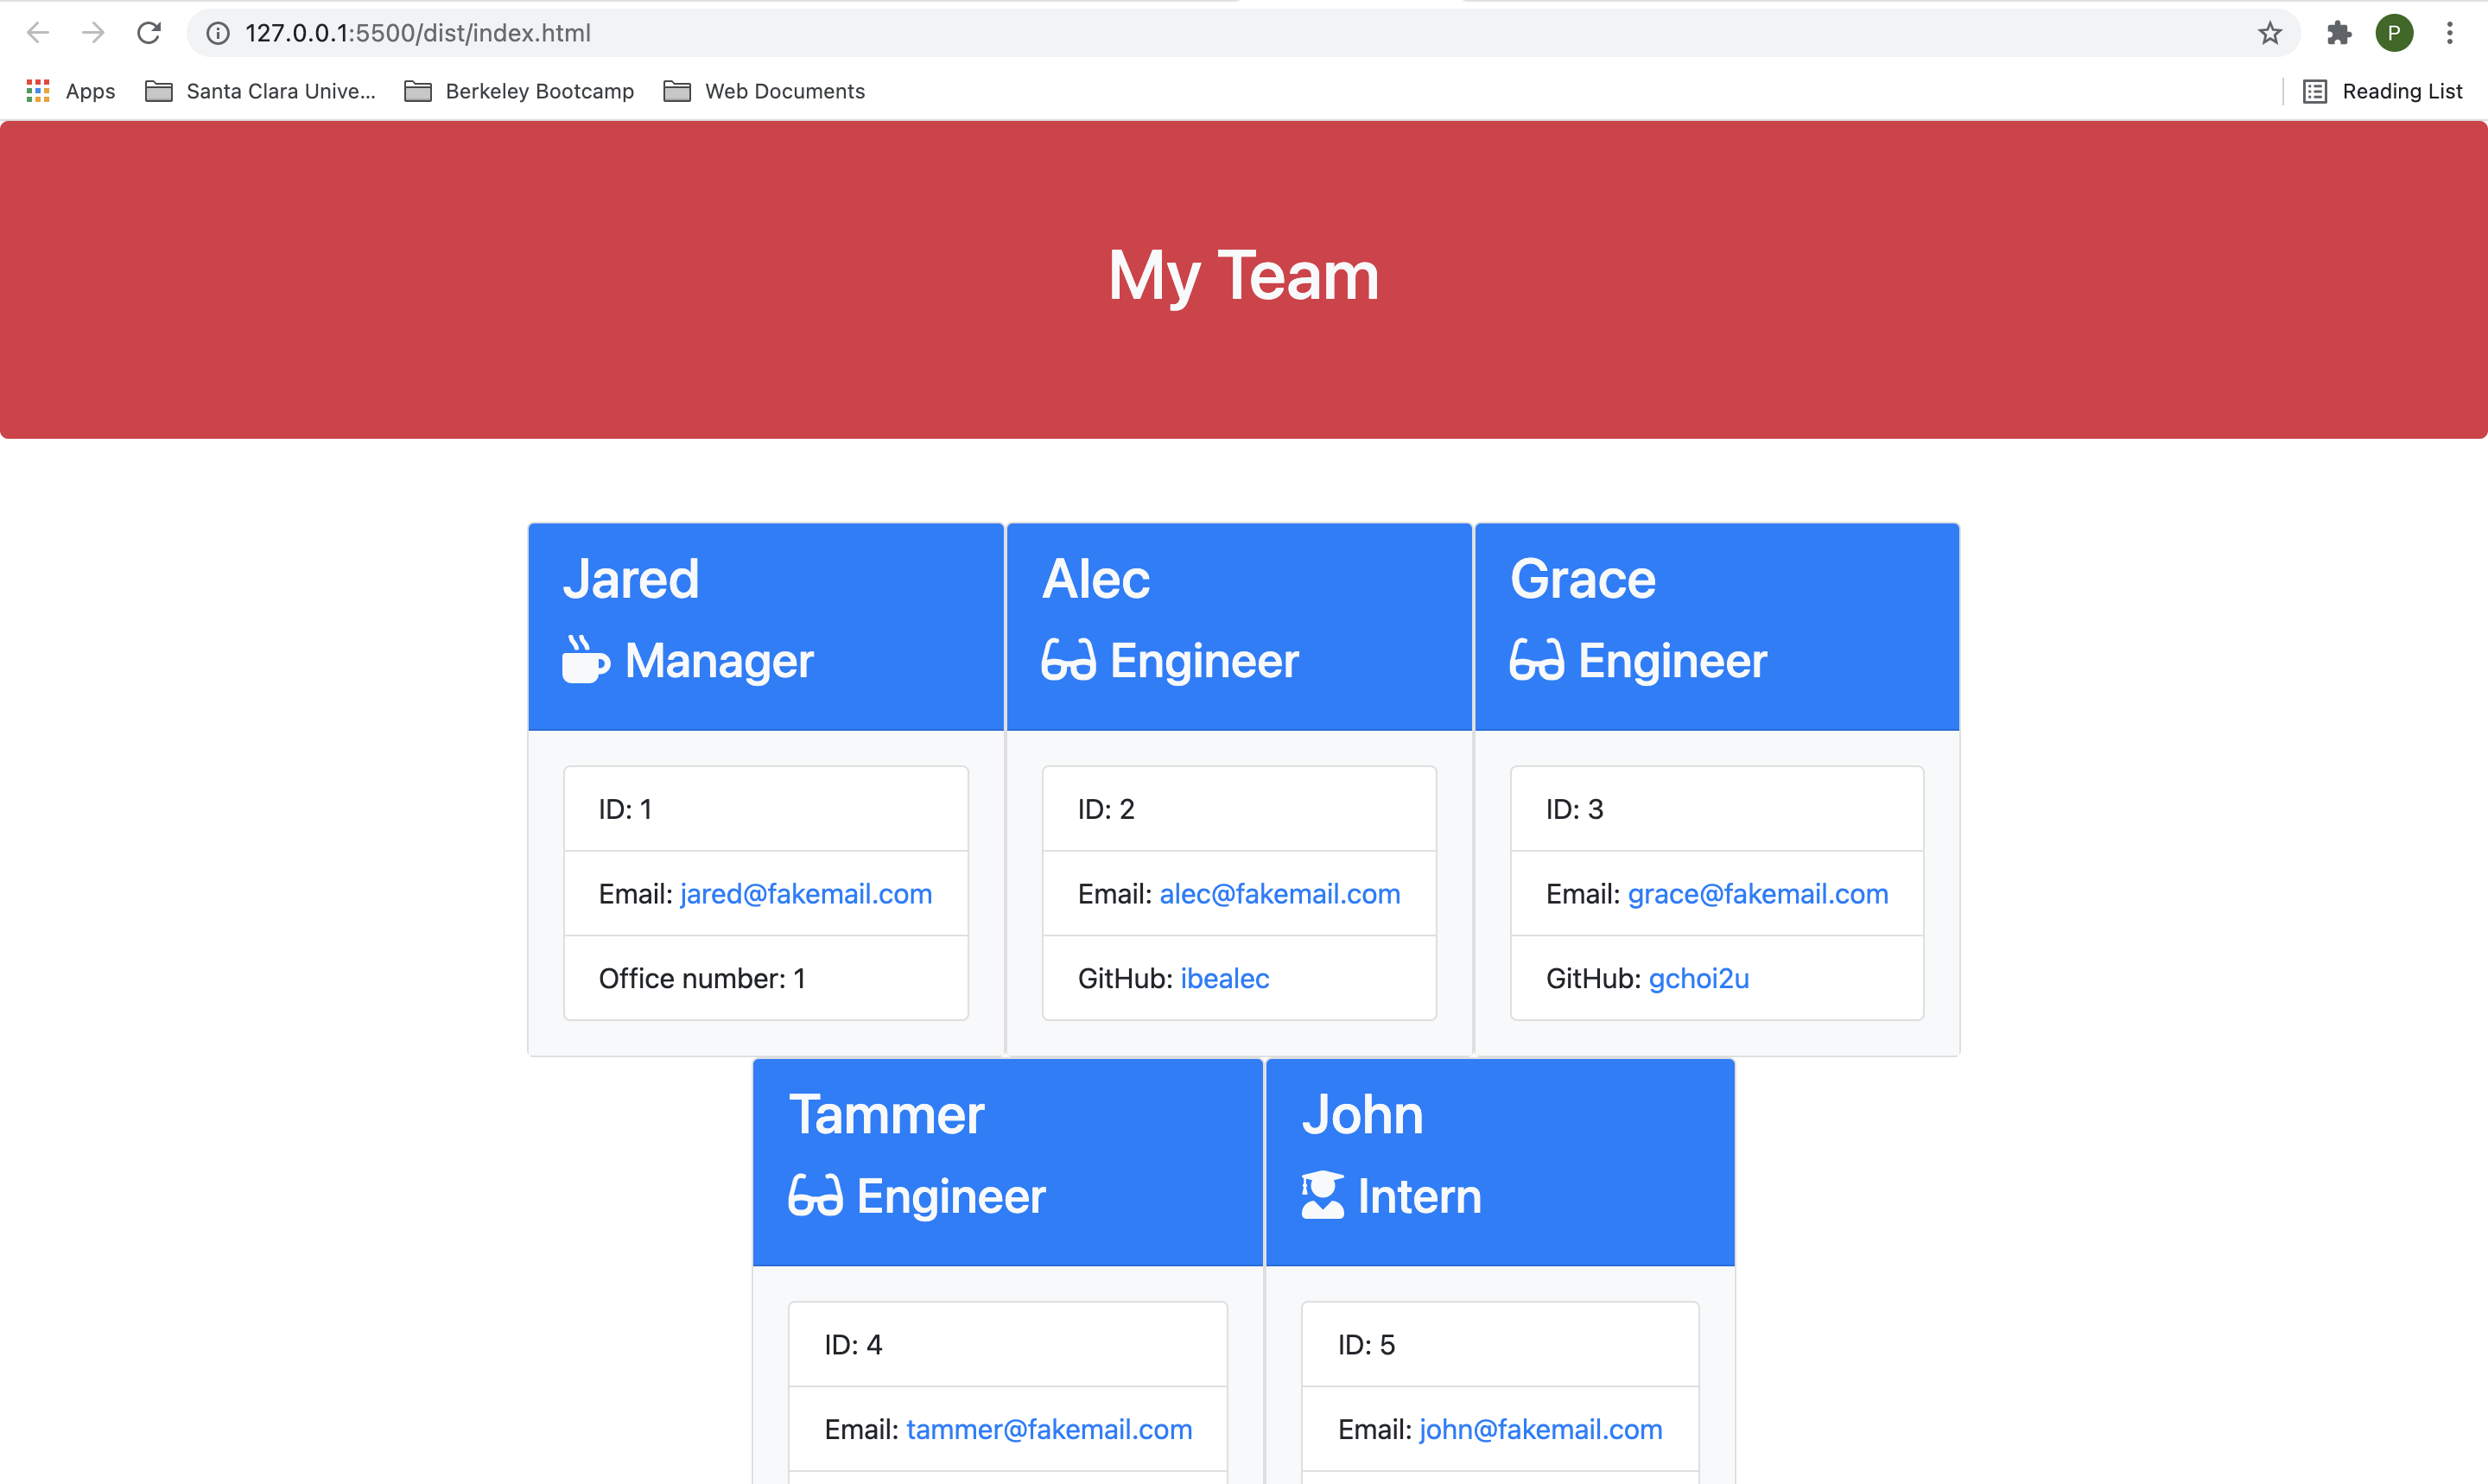 127.0.0.1:5500/dist/index.html
P
Apps Santa Clara Unive... Berkeley Bootcamp Web Documents Reading List
My Team
Jared
Manager
ID: 1
Email: jared@fakemail.com
Office number: 1
Alec
Engineer
ID: 2
Email: alec@fakemail.com
GitHub: ibealec
Grace
Engineer
ID: 3
Email: grace@fakemail.com
GitHub: gchoi2u
Tammer
Engineer
ID: 4
Email: tammer@fakemail.com
John
Intern
ID: 5
Email: john@fakemail.com